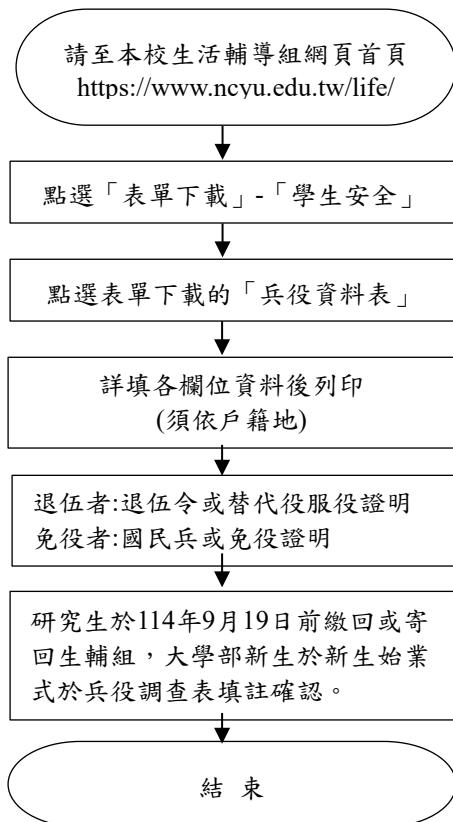 請至本校生活輔導組網頁首頁
https://www.ncyu.edu.tw/life/
點選「表單下載」-「學生安全」
點選表單下載的「兵役資料表」
詳填各欄位資料後列印
(須依戶籍地)
退伍者:退伍令或替代役服役證明
免役者:國民兵或免役證明
研究生於114年9月19日前繳回或寄
回生輔組，大學部新生於新生始業
式於兵役調查表填註確認。
結 束